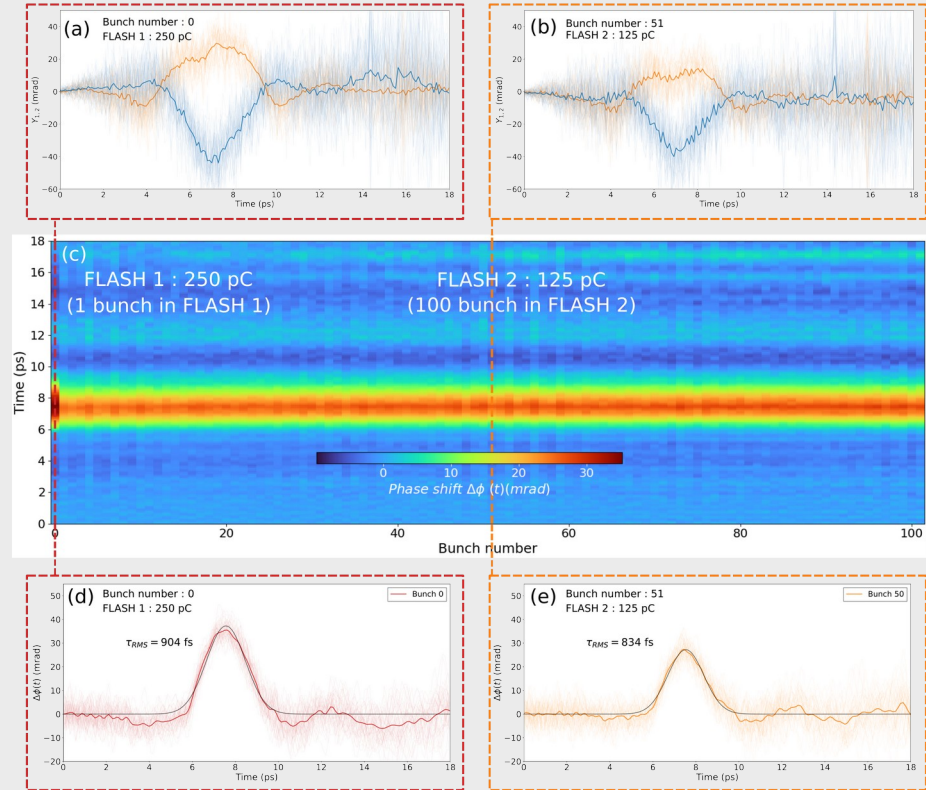 (a)
Bunch number : 0
FLASH 1 : 250 pC
Y1,2 (mrad)
40
20
0
−20
−40
−60
0 2 4 6 8 10 12 14 16 18
Time (ps)
(b)
Bunch number : 51
FLASH 2 : 125 pC
Y1,2 (mrad)
40
20
0
−20
−40
−60
0 2 4 6 8 10 12 14 16 18
Time (ps)
(c)
FLASH 1 : 250 pC
(1 bunch in FLASH 1)
FLASH 2 : 125 pC
(100 bunch in FLASH 2)
Time (ps)
18
16
14
12
10
8
6
4
2
0
0 10 20 30
Phase shift Δϕ (t)(mrad)
0 20 40 60 80 100
Bunch number
(d)
Bunch number : 0
FLASH 1 : 250 pC
Bunch 0
τRMS = 904 fs
Δϕ(t) (mrad)
50
40
30
20
10
0
−10
−20
0 2 4 6 8 10 12 14 16 18
Time (ps)
(e)
Bunch number : 51
FLASH 2 : 125 pC
Bunch 50
τRMS = 834 fs
Δϕ(t) (mrad)
50
40
30
20
10
0
−10
−20
0 2 4 6 8 10 12 14 16 18
Time (ps)